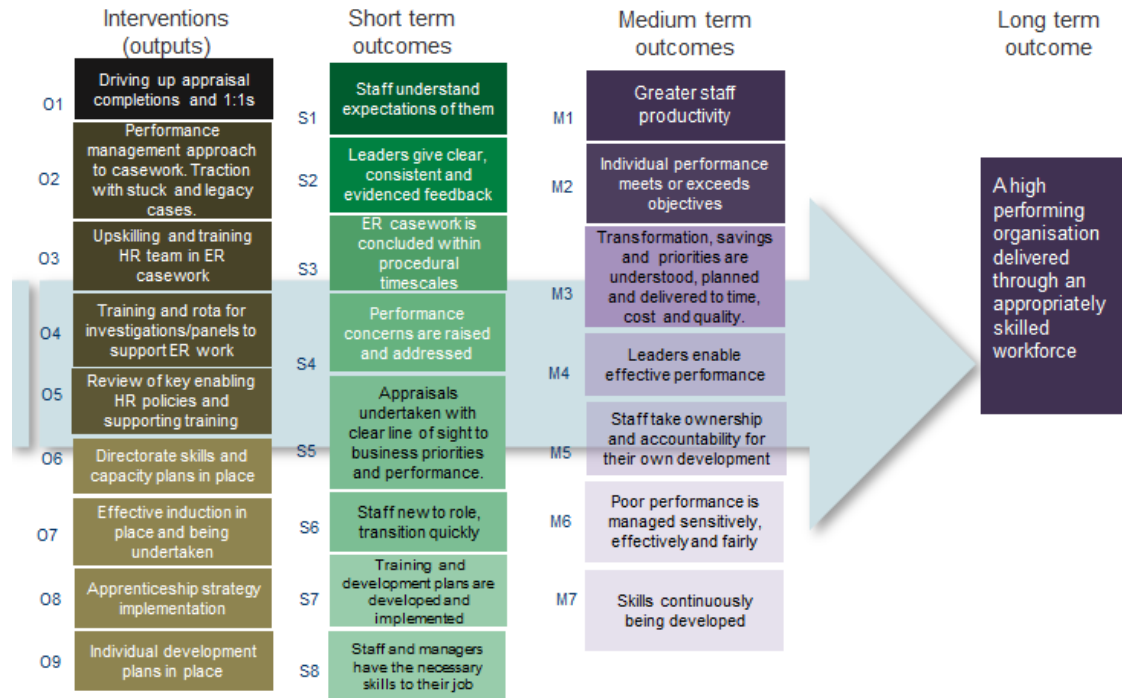 Interventions
(outputs)
Short term
outcomes
Medium term
outcomes
Long term
outcome
O1
Driving up appraisal
completions and 1:1s
O2
Performance
management approach
to casework. Traction
with stuck and legacy
cases.
O3
Upskilling and training
HR team in ER
casework
O4
Training and rota for
investigations/panels to
support ER work
O5
Review of key enabling
HR policies and
supporting training
O6
Directorate skills and
capacity plans in place
O7
Effective induction in
place and being
undertaken
O8
Apprenticeship strategy
implementation
O9
Individual development
plans in place
S1
Staff understand
expectations of them
S2
Leaders give clear,
consistent and
evidenced feedback
S3
ER casework is
concluded within
procedural
timescales
S4
Performance
concerns are raised
and addressed
S5
Appraisals
undertaken with
clear line of sight to
business priorities
and performance.
S6
Staff new to role,
transition quickly
S7
Training and
development plans are
developed and
implemented
S8
Staff and managers
have the necessary
skills to their job
M1
Greater staff
productivity
M2
Individual performance
meets or exceeds
objectives
M3
Transformation, savings
and priorities are
understood, planned
and delivered to time,
cost and quality.
M4
Leaders enable
effective performance
M5
Staff take ownership
and accountability for
their own development
M6
Poor performance is
managed sensitively,
effectively and fairly
M7
Skills continuously
being developed
A high
performing
organisation
delivered
through an
appropriately
skilled
workforce